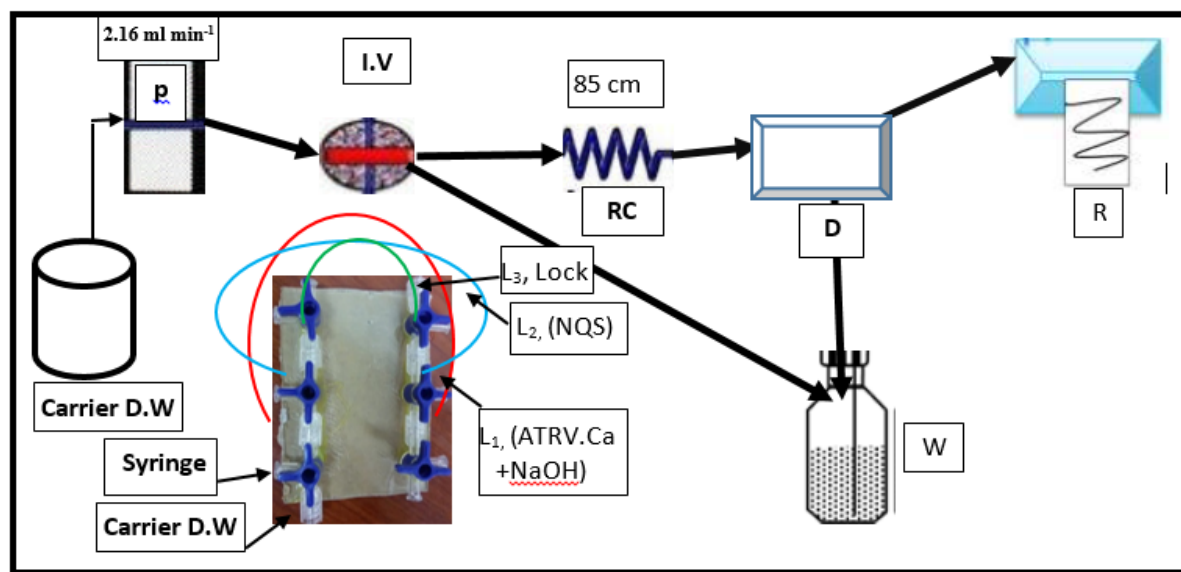 2.16 ml min⁻¹
p
I.V
85 cm
RC
D
R
L₃, Lock
L₂, (NQS)
L₁, (ATRV.Ca
+NaOH)
Carrier D.W
Syringe
Carrier D.W
W